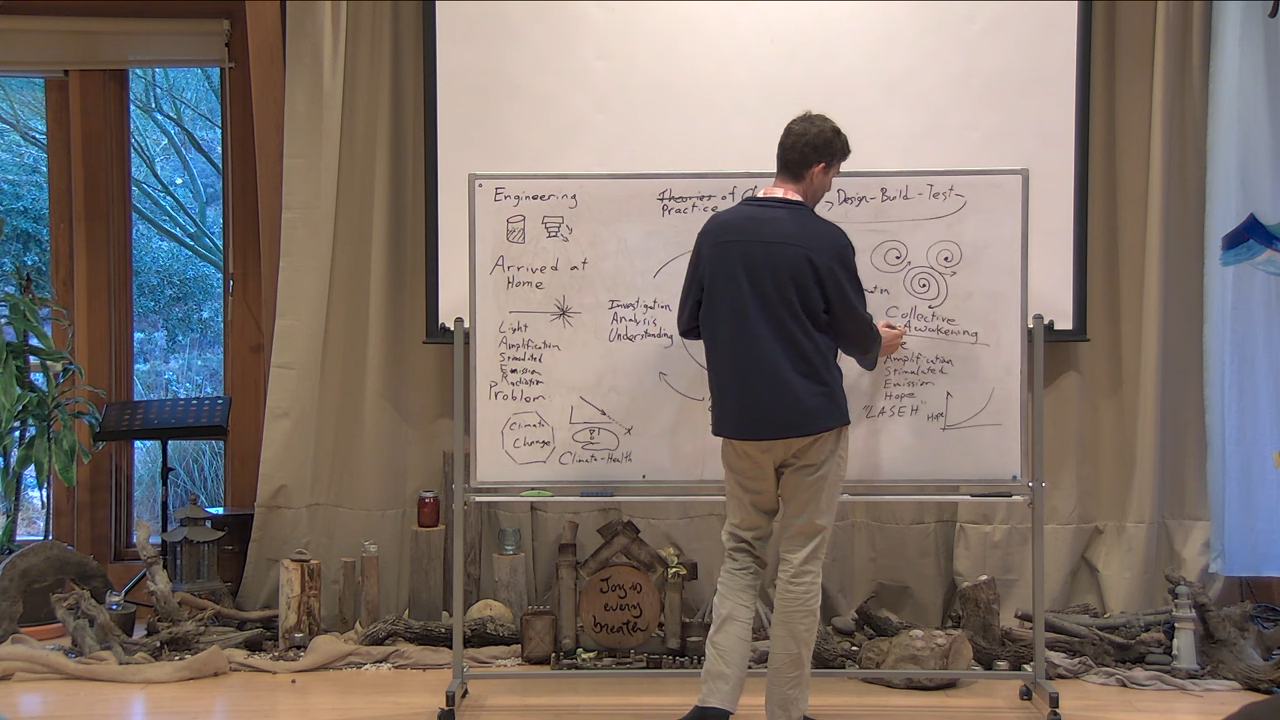 Engineering
Arrived at
Home
Light
Amplification
Stimulated
Emission
Radiation
Problem:
Climate
Change
Climate-Health
Theories of
Practice
Investigation
Analysis
Understanding
Design-Build-Test
Collective
Awakening
Amplification
Stimulated
Emission
Hope
"LASEH"
Hope
Joy is
every
breath